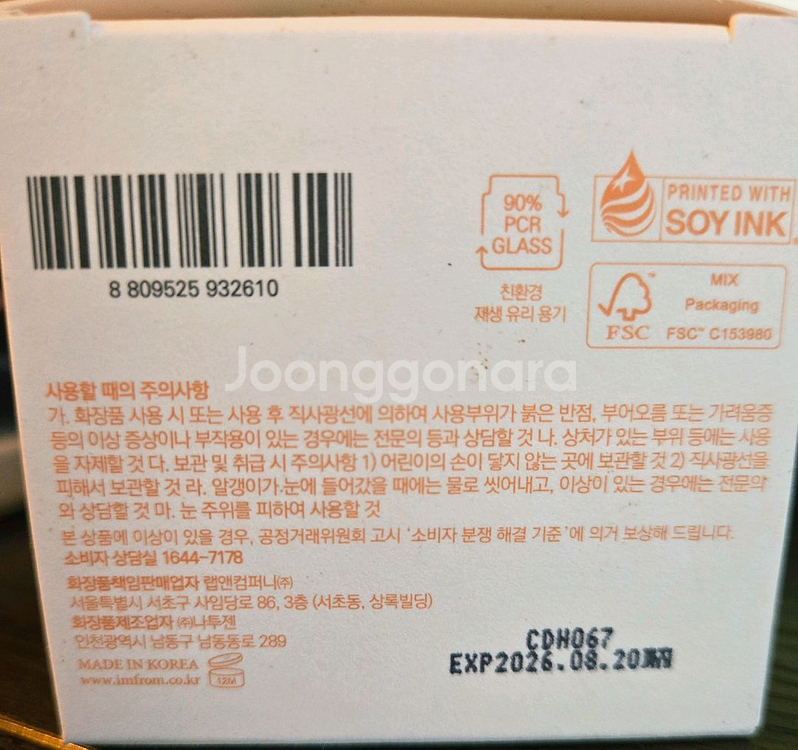 8 809525 932610
90%
PCR
GLASS
친환경
재생 유리 용기
PRINTED WITH
SOY INK
FSC
MIX
Packaging
FSC™ C153980
Joonggonara
사용할 때의 주의사항
가. 화장품 사용 시 또는 사용 후 직사광선에 의하여 사용부위가 붉은 반점, 부어오름 또는 가려움증
등의 이상 증상이나 부작용이 있는 경우에는 전문의 등과 상담할 것 나. 상처가 있는 부위 등에는 사용
을 자제할 것 다. 보관 및 취급 시 주의사항 1) 어린이의 손이 닿지 않는 곳에 보관할 것 2) 직사광선을
피해서 보관할 것 라. 알갱이가 눈에 들어갔을 때에는 물로 씻어내고, 이상이 있는 경우에는 전문의
와 상담할 것 마. 눈 주위를 피하여 사용할 것
본 상품에 이상이 있을 경우, 공정거래위원회 고시 '소비자 분쟁 해결 기준'에 의거 보상해 드립니다.
소비자 상담실 1644-7178
화장품책임판매업자 랩앤컴퍼니㈜
서울특별시 서초구 사임당로 86, 3층 (서초동, 상록빌딩)
화장품제조업자 ㈜나투젠
인천광역시 남동구 남동동로 289
MADE IN KOREA
www.imfrom.co.kr
12M
CDH067
EXP2026.08.20까지